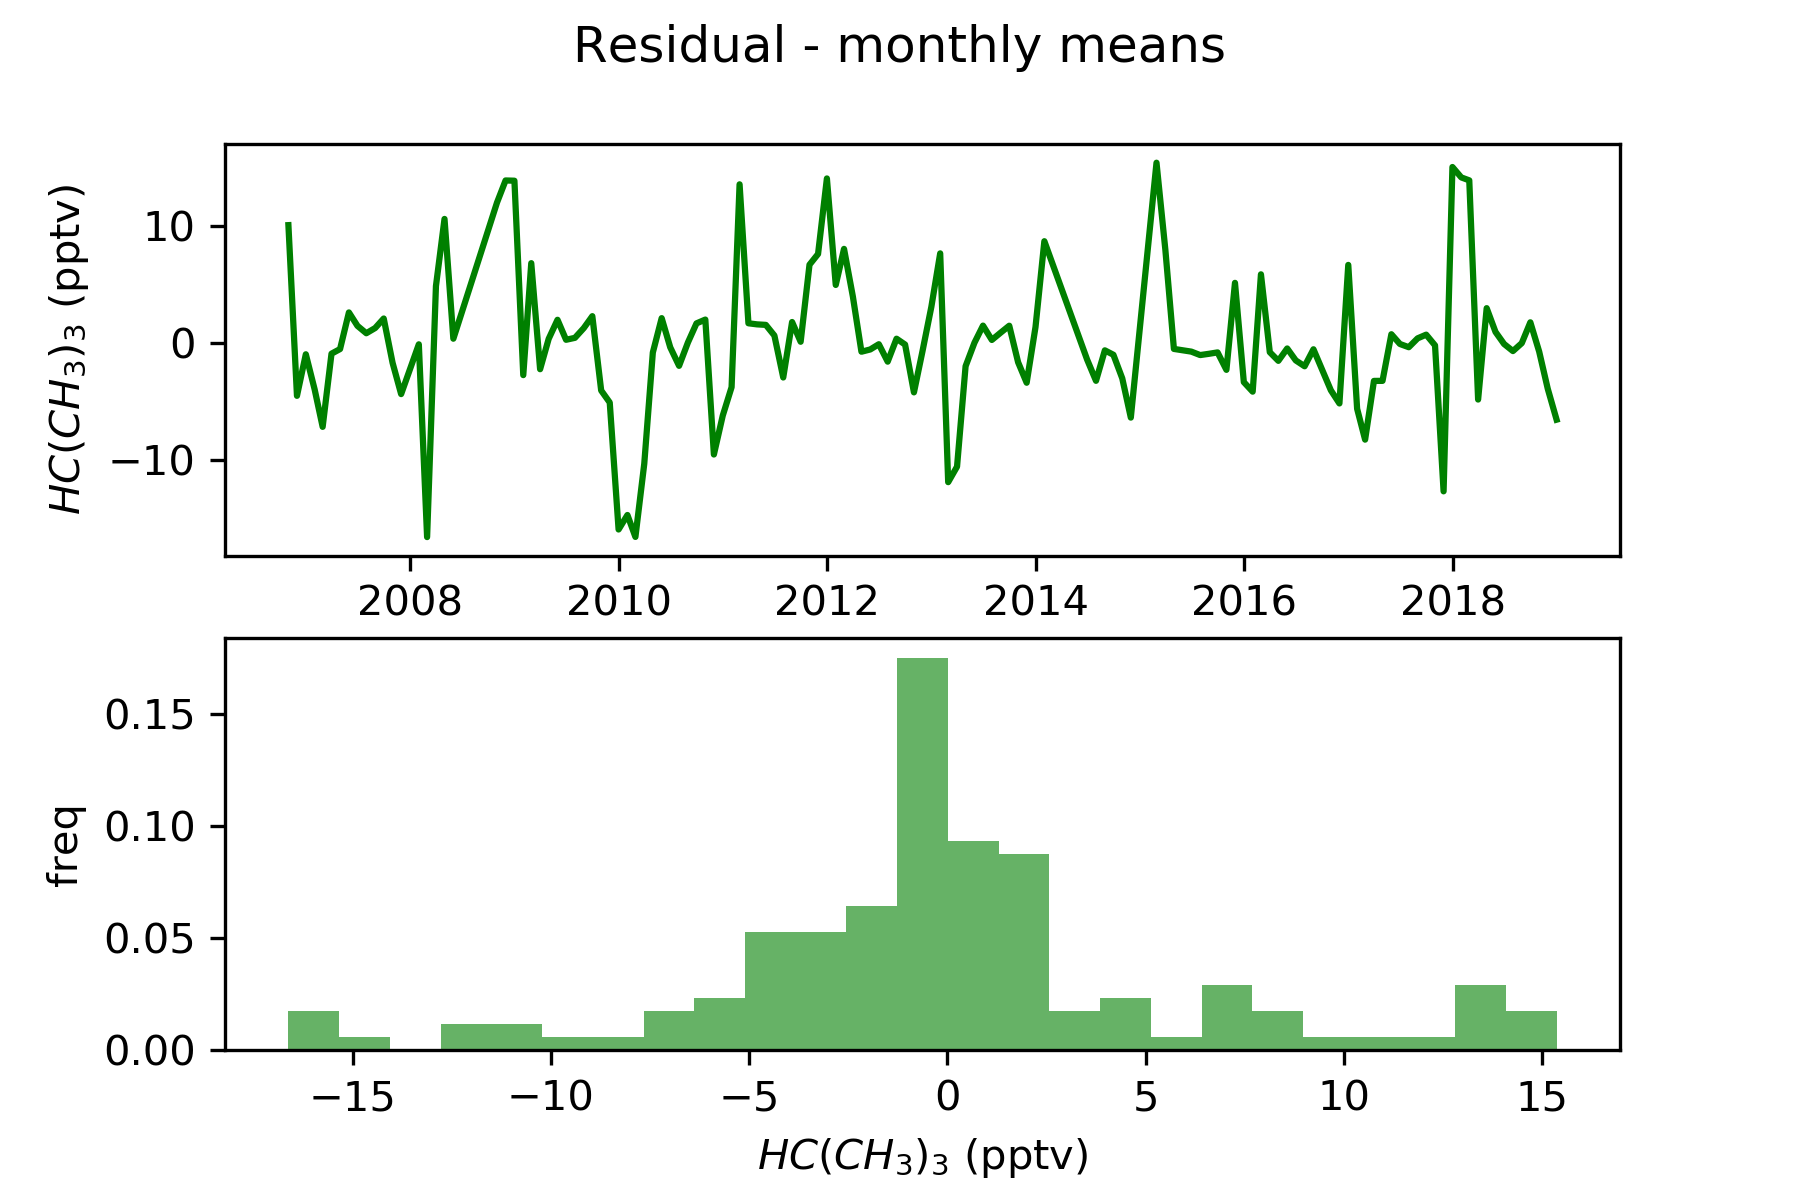 Residual - monthly means
HC(CH₃)₃ (pptv)
10
0
−10
2008 2010 2012 2014 2016 2018
freq
0.15
0.10
0.05
0.00
−15 −10 −5 0 5 10 15
HC(CH₃)₃ (pptv)